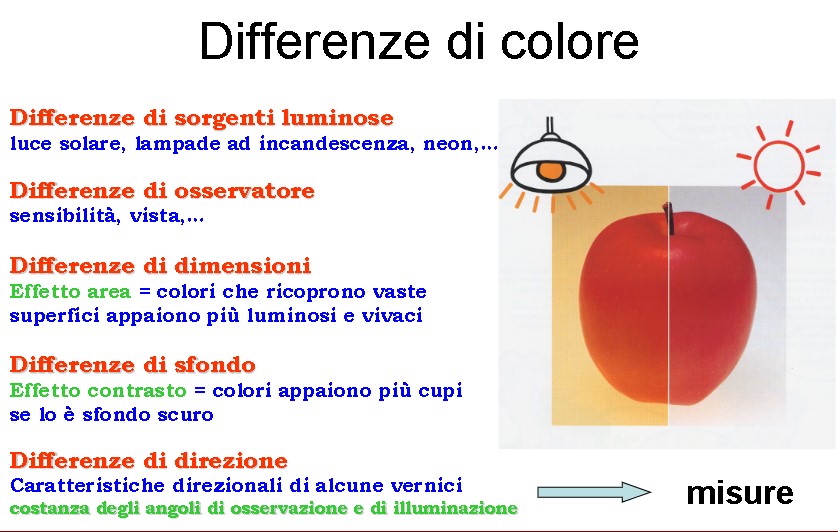 Differenze di colore
Differenze di sorgenti luminose
luce solare, lampade ad incandescenza, neon,...
Differenze di osservatore
sensibilità, vista,...
Differenze di dimensioni
Effetto area = colori che ricoprono vaste
superfici appaiono più luminosi e vivaci
Differenze di sfondo
Effetto contrasto = colori appaiono più cupi
se lo è sfondo scuro
Differenze di direzione
Caratteristiche direzionali di alcune vernici
costanza degli angoli di osservazione e di illuminazione
misure